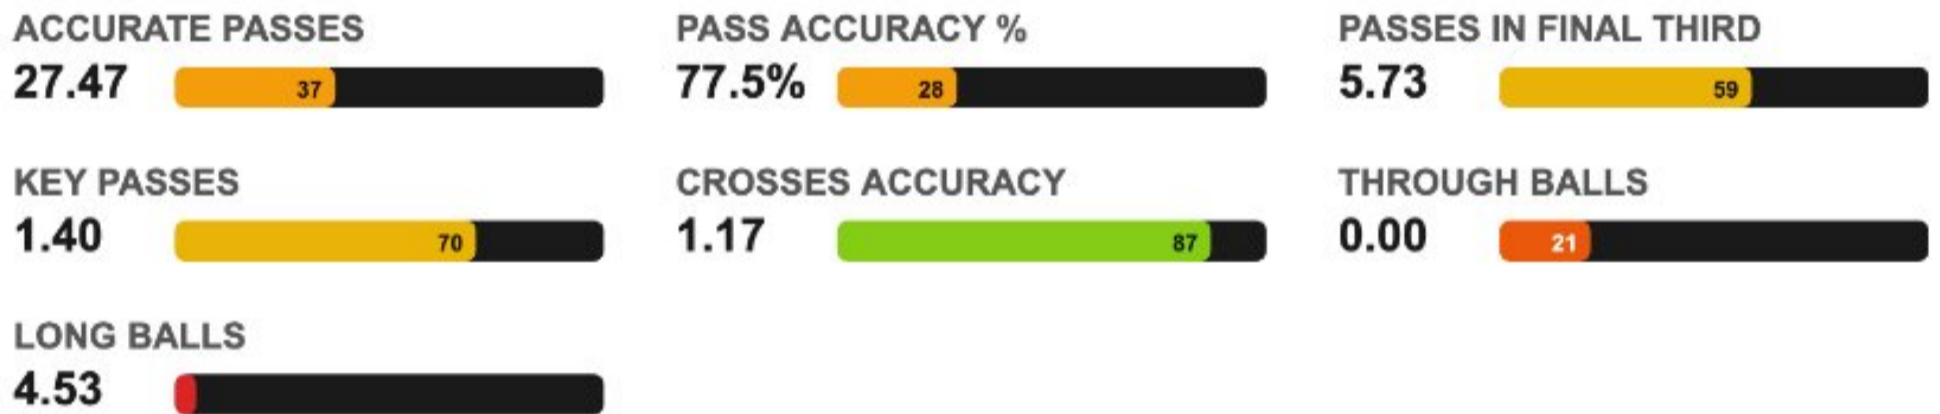 ACCURATE PASSES
27.47 37
PASS ACCURACY %
77.5% 28
PASSES IN FINAL THIRD
5.73 59
KEY PASSES
1.40 70
CROSSES ACCURACY
1.17 87
THROUGH BALLS
0.00 21
LONG BALLS
4.53